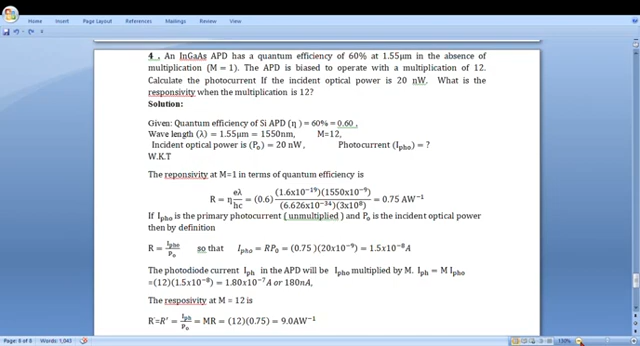 Home Insert Page Layout References Mailings Review View
4 . An InGaAs APD has a quantum efficiency of 60% at 1.55µm in the absence of
multiplication (M = 1). The APD is biased to operate with a multiplication of 12.
Calculate the photocurrent If the incident optical power is 20 nW. What is the
responsivity when the multiplication is 12?
Solution:
Given: Quantum efficiency of Si APD (η ) = 60% = 0.60 ,
Wave length (λ) = 1.55µm = 1550nm, M=12,
Incident optical power is (Pₒ) = 20 nW, Photocurrent (Iₚₕₒ) = ?
W.K.T
The reponsivity at M=1 in terms of quantum efficiency is
R = η eλ/hc = (0.6) (1.6x10⁻¹⁹)(1550x10⁻⁹)/(6.626x10⁻³⁴)(3x10⁸) = 0.75 AW⁻¹
If Iₚₕₒ is the primary photocurrent ( unmultiplied ) and Pₒ is the incident optical power
then by definition
R = Iₚₕₒ/Pₒ so that Iₚₕₒ = RP₀ = (0.75 )(20x10⁻⁹) = 1.5x10⁻⁸A
The photodiode current Iₚₕ in the APD will be Iₚₕₒ multiplied by M. Iₚₕ = M Iₚₕₒ
=(12)(1.5x10⁻⁸) = 1.80x10⁻⁷A or 180nA,
The resposivity at M = 12 is
R'=R' = Iₚₕ/Pₒ = MR = (12)(0.75) = 9.0AW⁻¹
Page: 8 of 8 Words: 1,043 130%